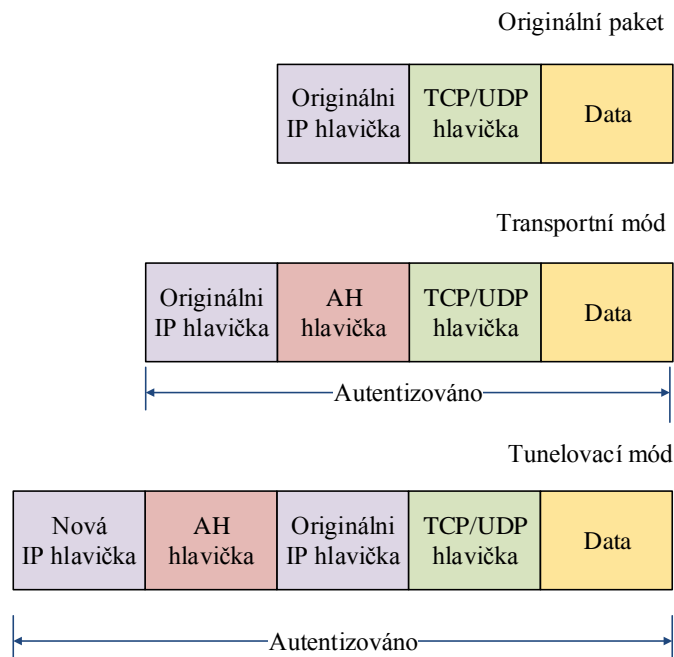 Originální paket
Origináln​i TCP/UDP
IP hlavička hlavička Data
Transportní mód
Originálni AH TCP/UDP
IP hlavička hlavička hlavička Data
Autentizováno
Tunelovací mód
Nová AH Originálni TCP/UDP
IP hlavička hlavička IP hlavička hlavička Data
Autentizováno